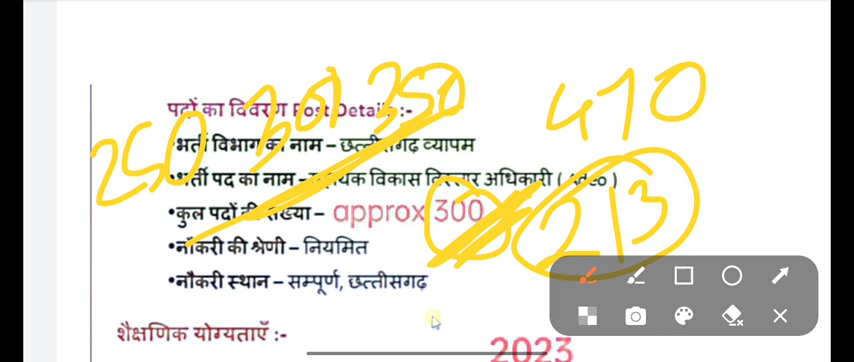 पदों का विवरण Post Details :-
250 301 350 410
•भर्ती विभाग का नाम – छत्तीसगढ़ व्यापम
•भर्ती पद का नाम – सहायक विकास विस्तार अधिकारी ( Adeo )
•कुल पदों की संख्या – approx 300
213
•नौकरी की श्रेणी – नियमित
•नौकरी स्थान – सम्पूर्ण, छत्तीसगढ़
शैक्षणिक योग्यताएँ :-
2023